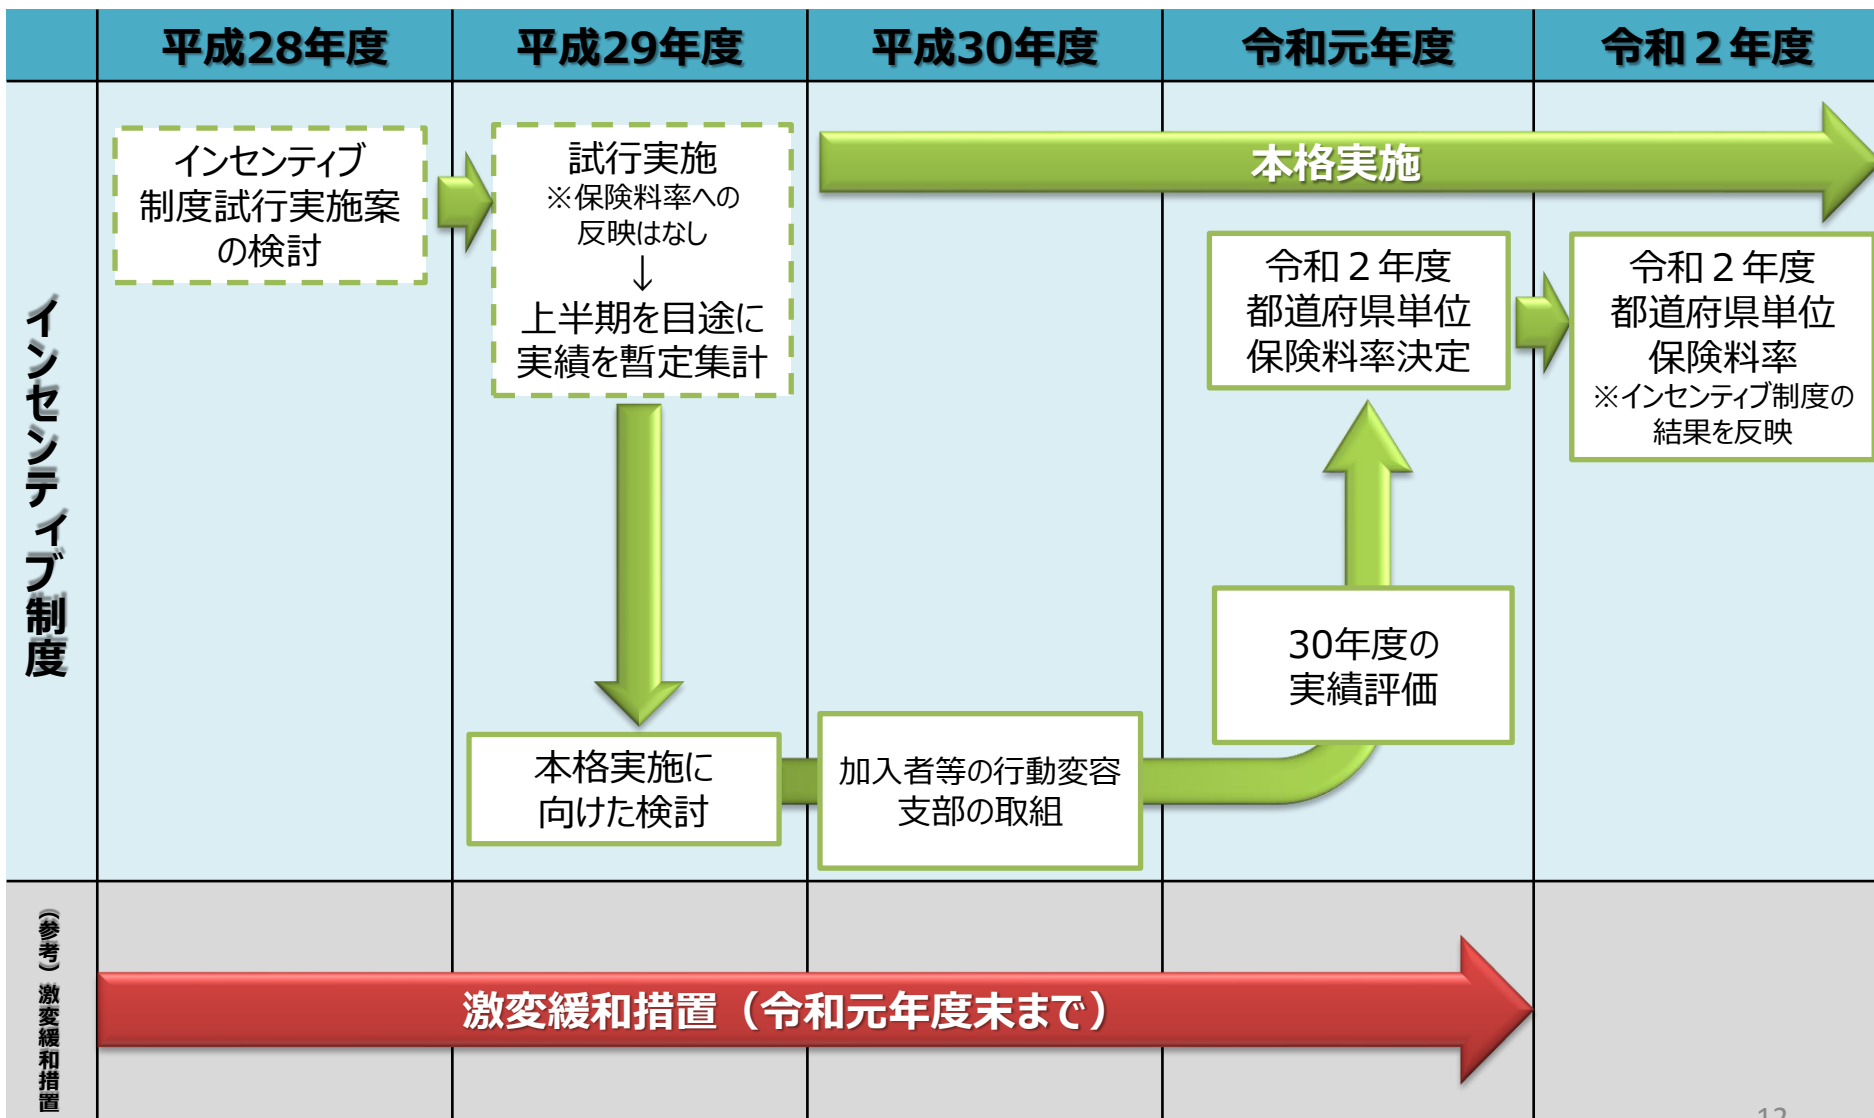 平成28年度
平成29年度
平成30年度
令和元年度
令和２年度
インセンティブ制度
インセンティブ
制度試行実施案
の検討
試行実施
※保険料率への
反映はなし
↓
上半期を目途に
実績を暫定集計
本格実施に
向けた検討
本格実施
加入者等の行動変容
支部の取組
30年度の
実績評価
令和２年度
都道府県単位
保険料率決定
令和２年度
都道府県単位
保険料率
※インセンティブ制度の
結果を反映
（参考）激変緩和措置
激変緩和措置（令和元年度末まで）
12